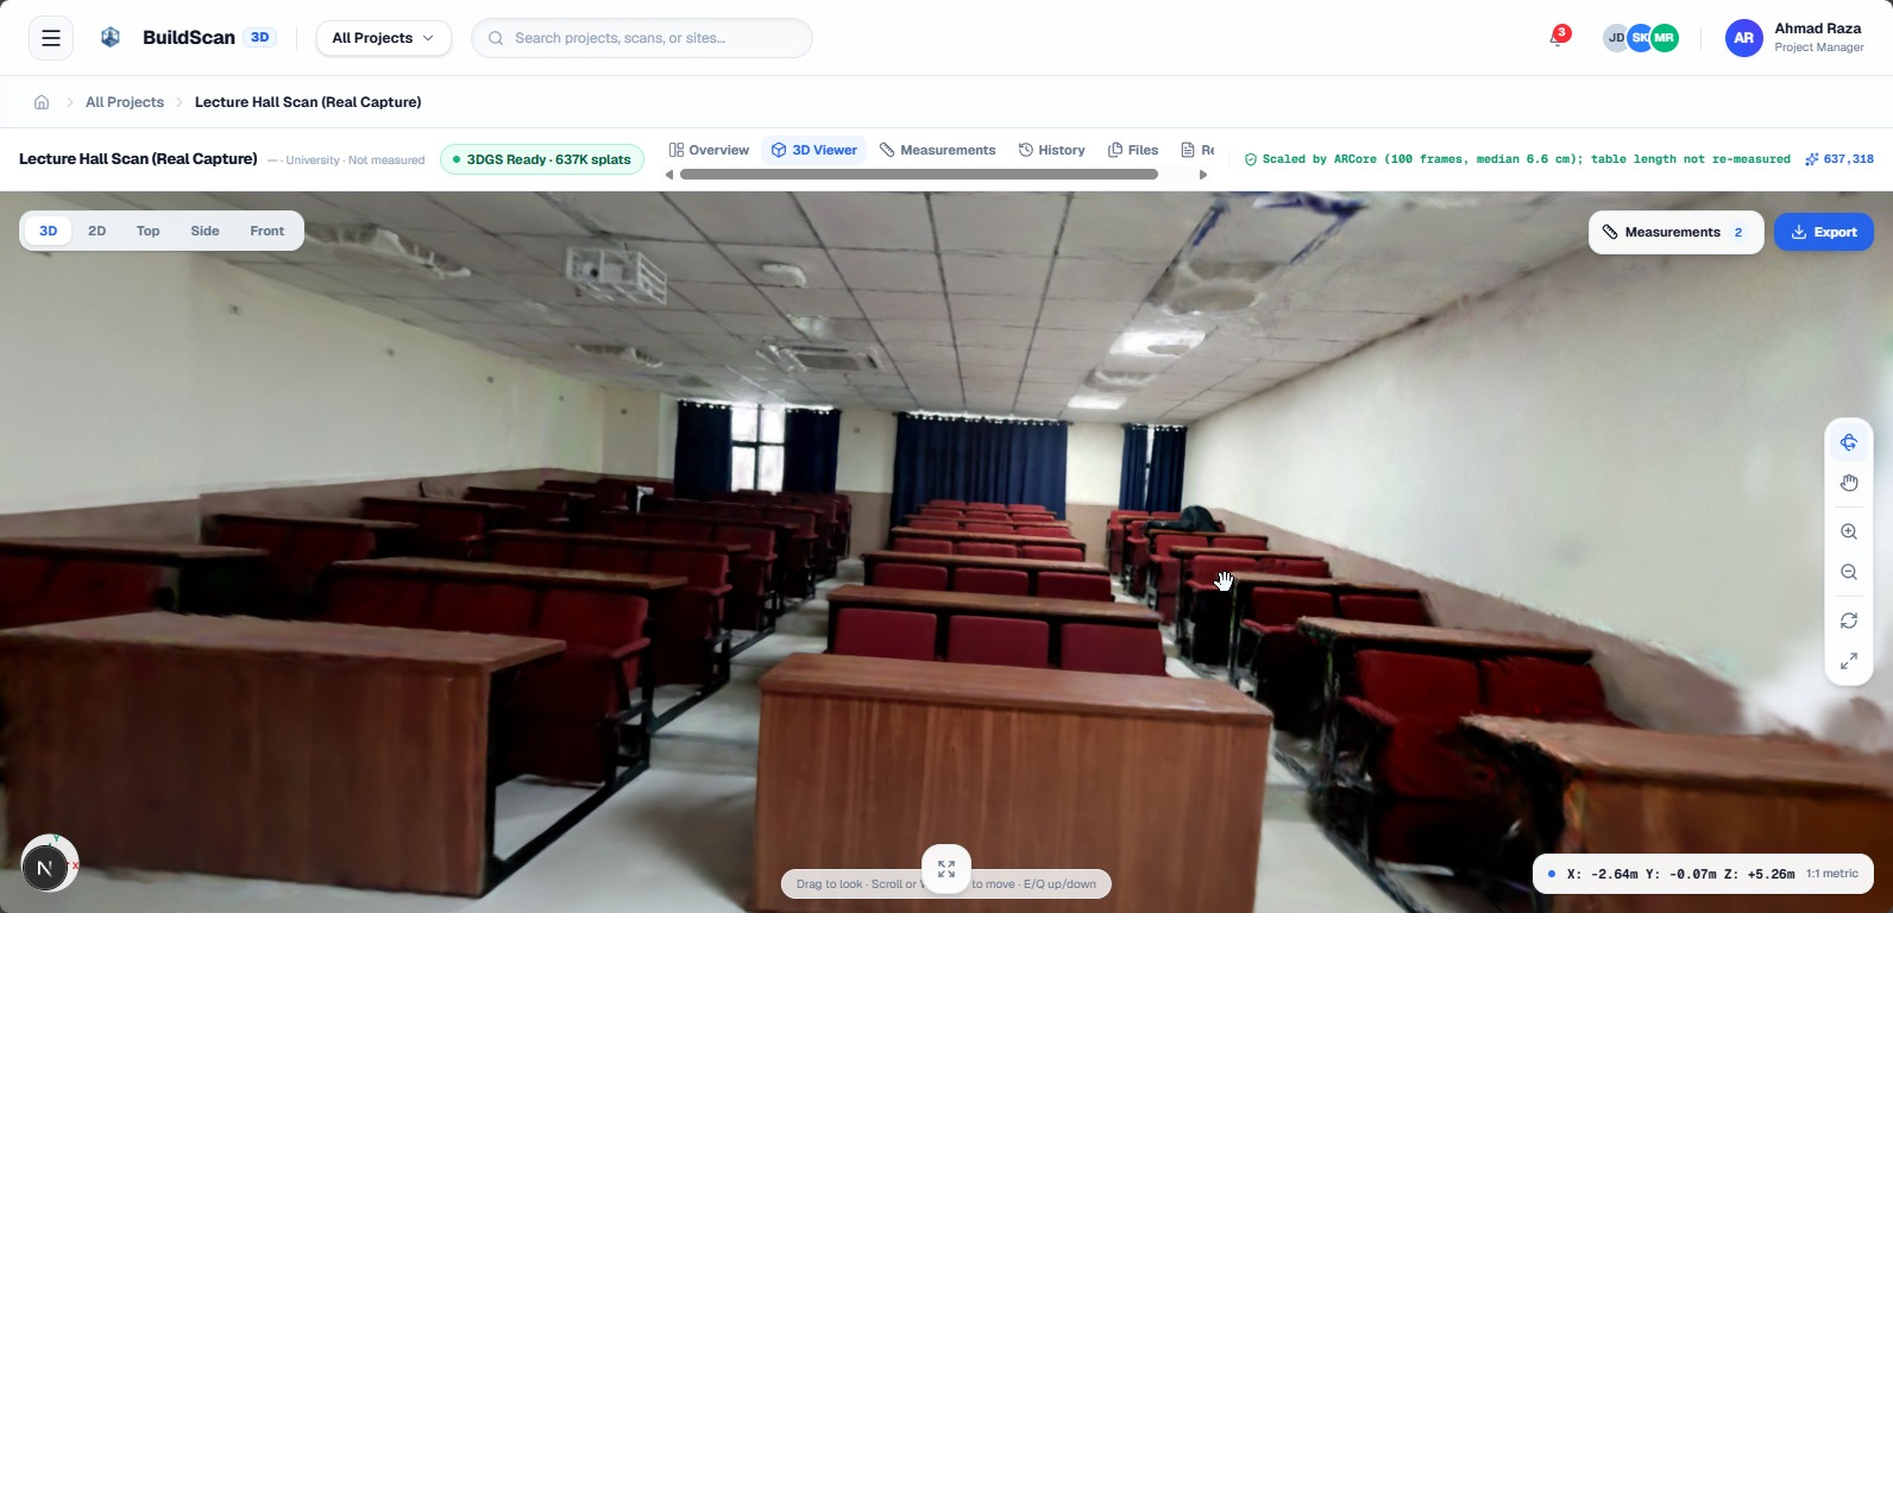 BuildScan 3D
All Projects
Search projects, scans, or sites...
3
JD SK MR
AR
Ahmad Raza
Project Manager
All Projects
Lecture Hall Scan (Real Capture)
Lecture Hall Scan (Real Capture)
— · University · Not measured
3DGS Ready · 637K splats
Overview
3D Viewer
Measurements
History
Files
Re
Scaled by ARCore (100 frames, median 6.6 cm); table length not re-measured
637,318
3D 2D Top Side Front
Measurements 2
Export
Y
X
N
Drag to look · Scroll or to move · E/Q up/down
X: -2.64m Y: -0.07m Z: +5.26m 1:1 metric